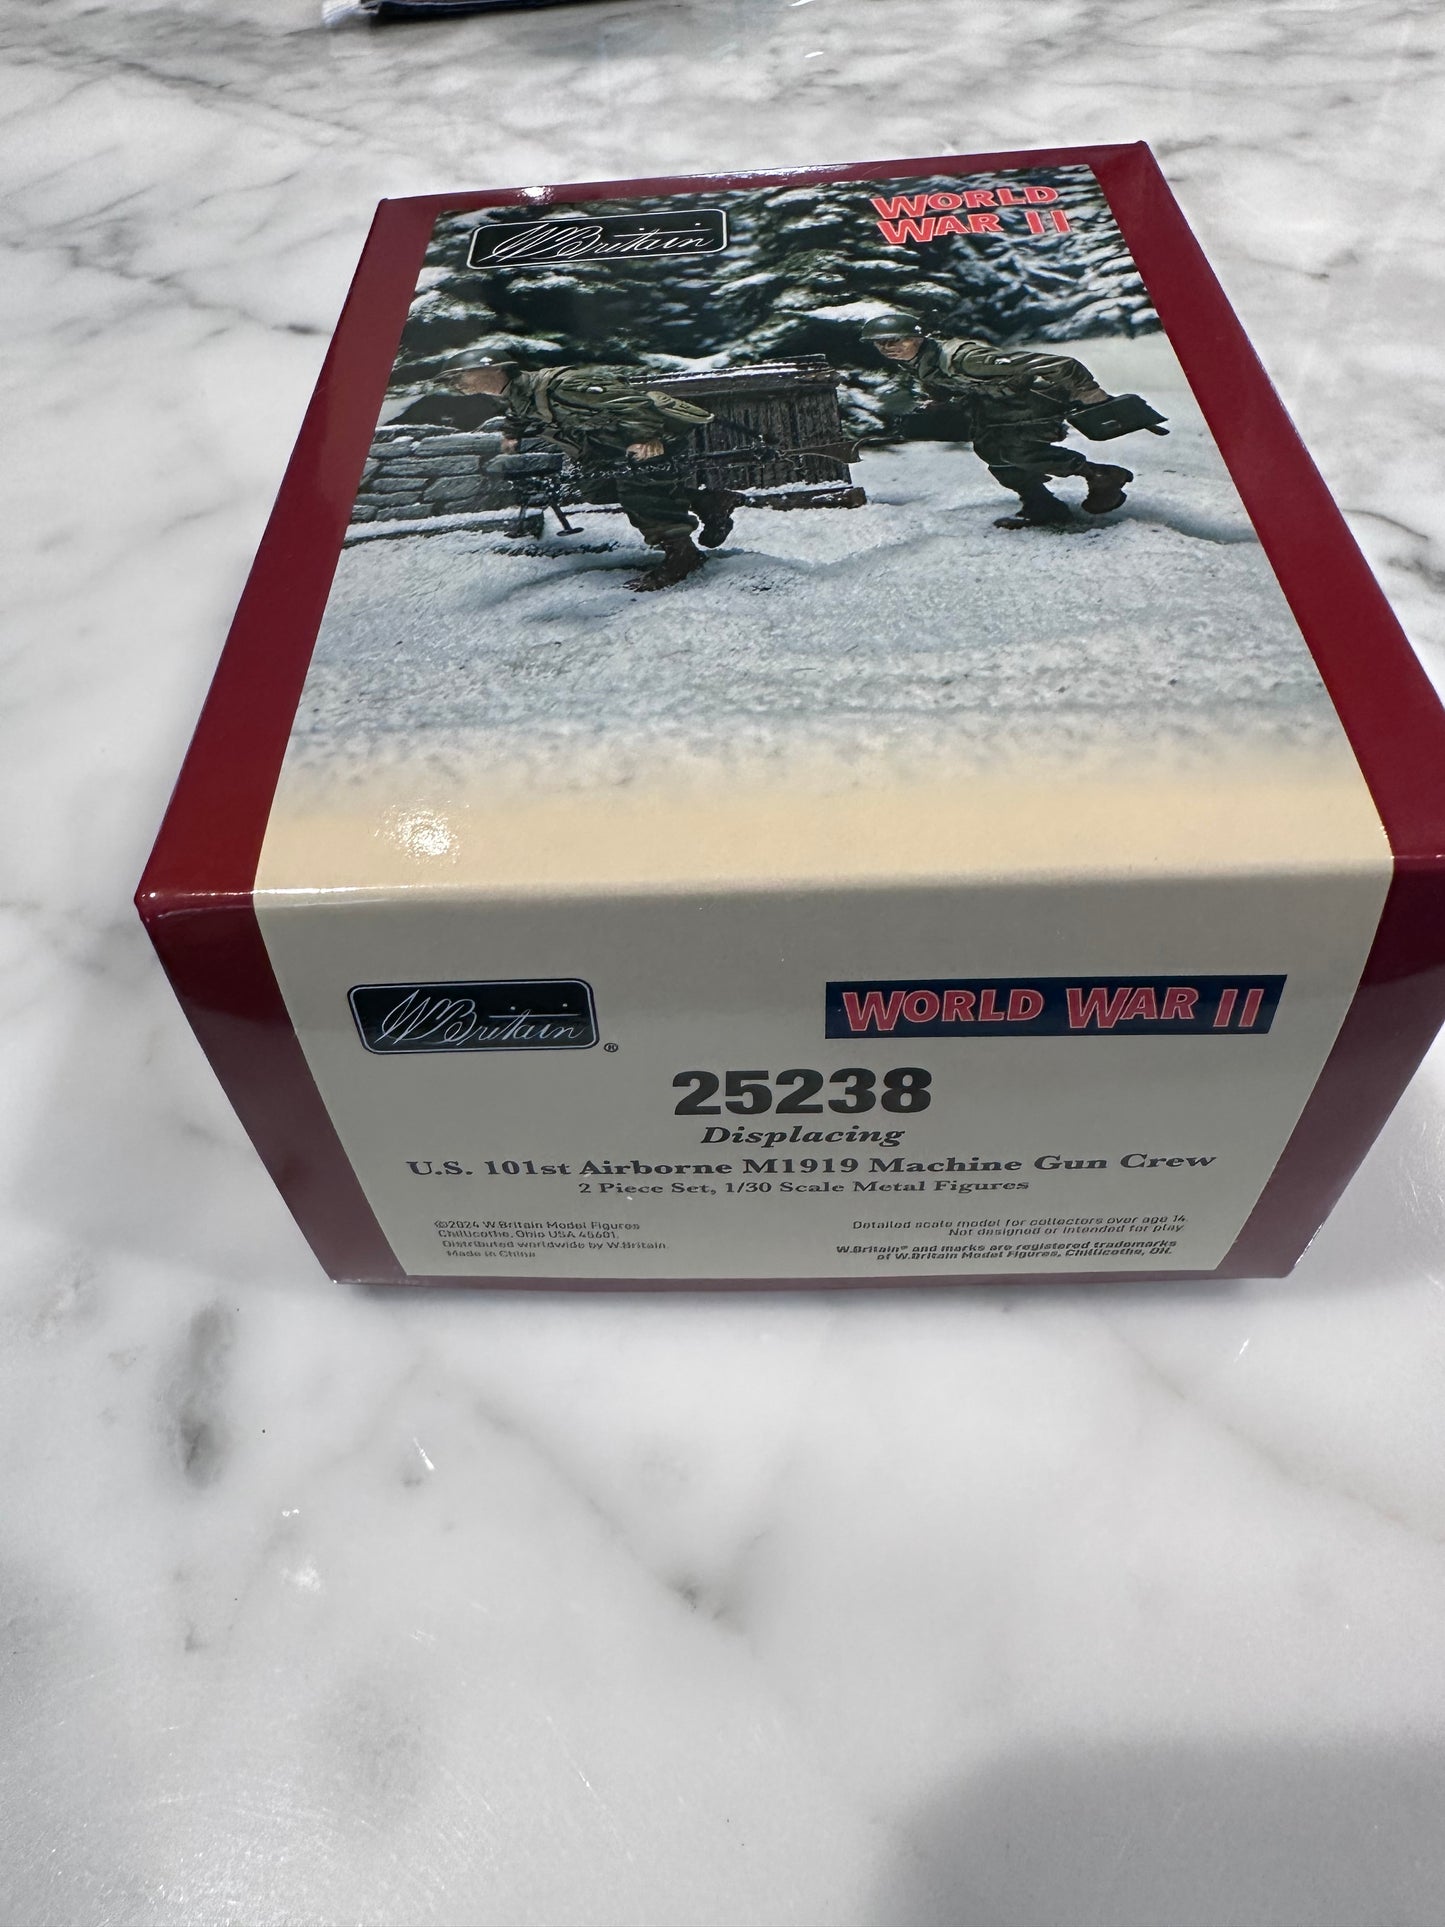 W. Britain
WORLD
WAR II
W. Britain ®
WORLD WAR II
25238
Displacing
U.S. 101st Airborne M1919 Machine Gun Crew
2 Piece Set, 1/30 Scale Metal Figures
©2024 W.Britain Model Figures
Chillicothe, Ohio USA 45601.
Distributed worldwide by W.Britain.
Made in China
Detailed scale model for collectors over age 14.
Not designed or intended for play.
W.Britain® and marks are registered trademarks
of W.Britain Model Figures, Chillicothe, OH.